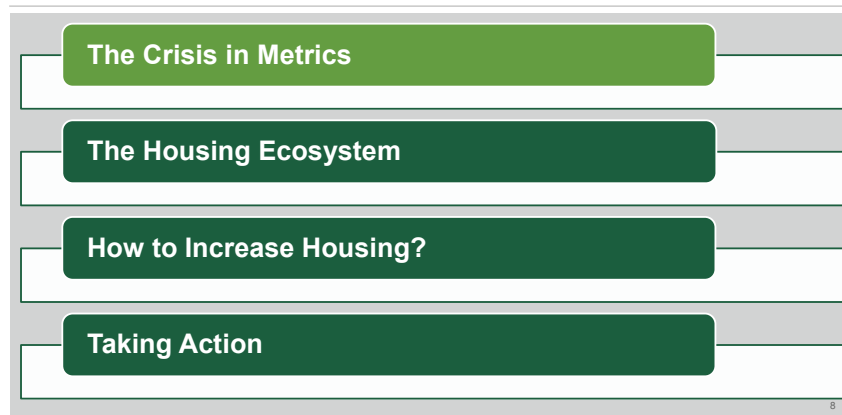 The Crisis in Metrics
The Housing Ecosystem
How to Increase Housing?
Taking Action
8